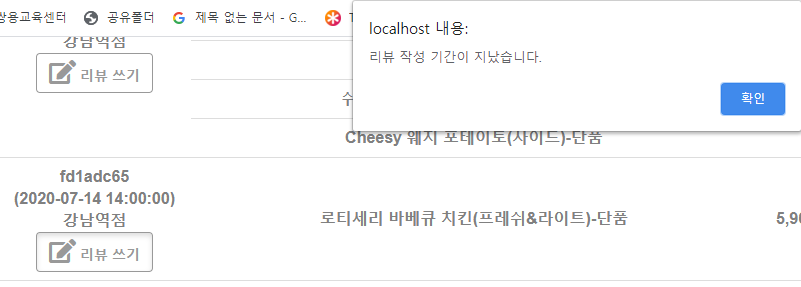 쌍용교육센터 공유폴더 제목 없는 문서 - G...
localhost 내용:
리뷰 작성 기간이 지났습니다.
확인
강남역점
리뷰 쓰기
Cheesy 웨지 포테이토(사이드)-단품
fd1adc65
(2020-07-14 14:00:00)
강남역점
로티세리 바베큐 치킨(프레쉬&라이트)-단품
리뷰 쓰기